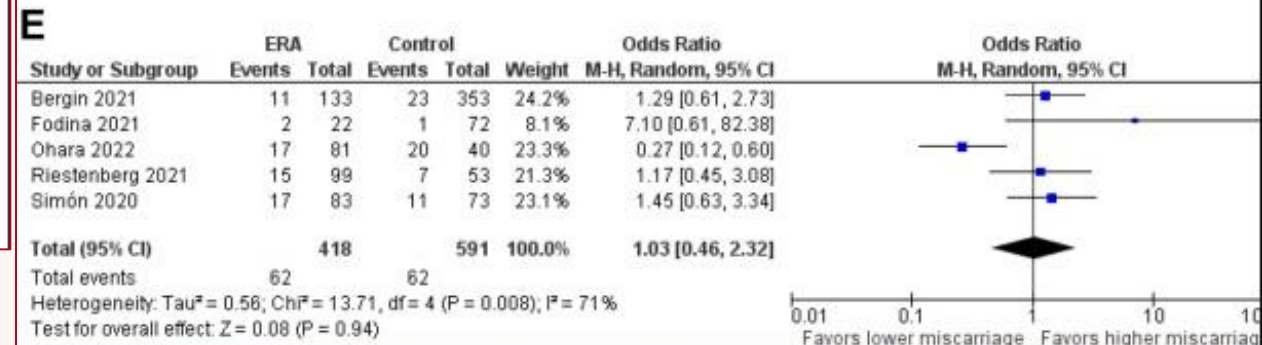 E
ERA Control Odds Ratio Odds Ratio
Study or Subgroup Events Total Events Total Weight M-H, Random, 95% CI M-H, Random, 95% CI
Bergin 2021 11 133 23 353 24.2% 1.29 [0.61, 2.73]
Fodina 2021 2 22 1 72 8.1% 7.10 [0.61, 82.38]
Ohara 2022 17 81 20 40 23.3% 0.27 [0.12, 0.60]
Riestenberg 2021 15 99 7 53 21.3% 1.17 [0.45, 3.08]
Simón 2020 17 83 11 73 23.1% 1.45 [0.63, 3.34]
Total (95% CI) 418 591 100.0% 1.03 [0.46, 2.32]
Total events 62 62
Heterogeneity: Tau² = 0.56; Chi² = 13.71, df = 4 (P = 0.008); I² = 71%
Test for overall effect: Z = 0.08 (P = 0.94)
0.01 0.1 1 10 10
Favors lower miscarriage Favors higher miscarriag